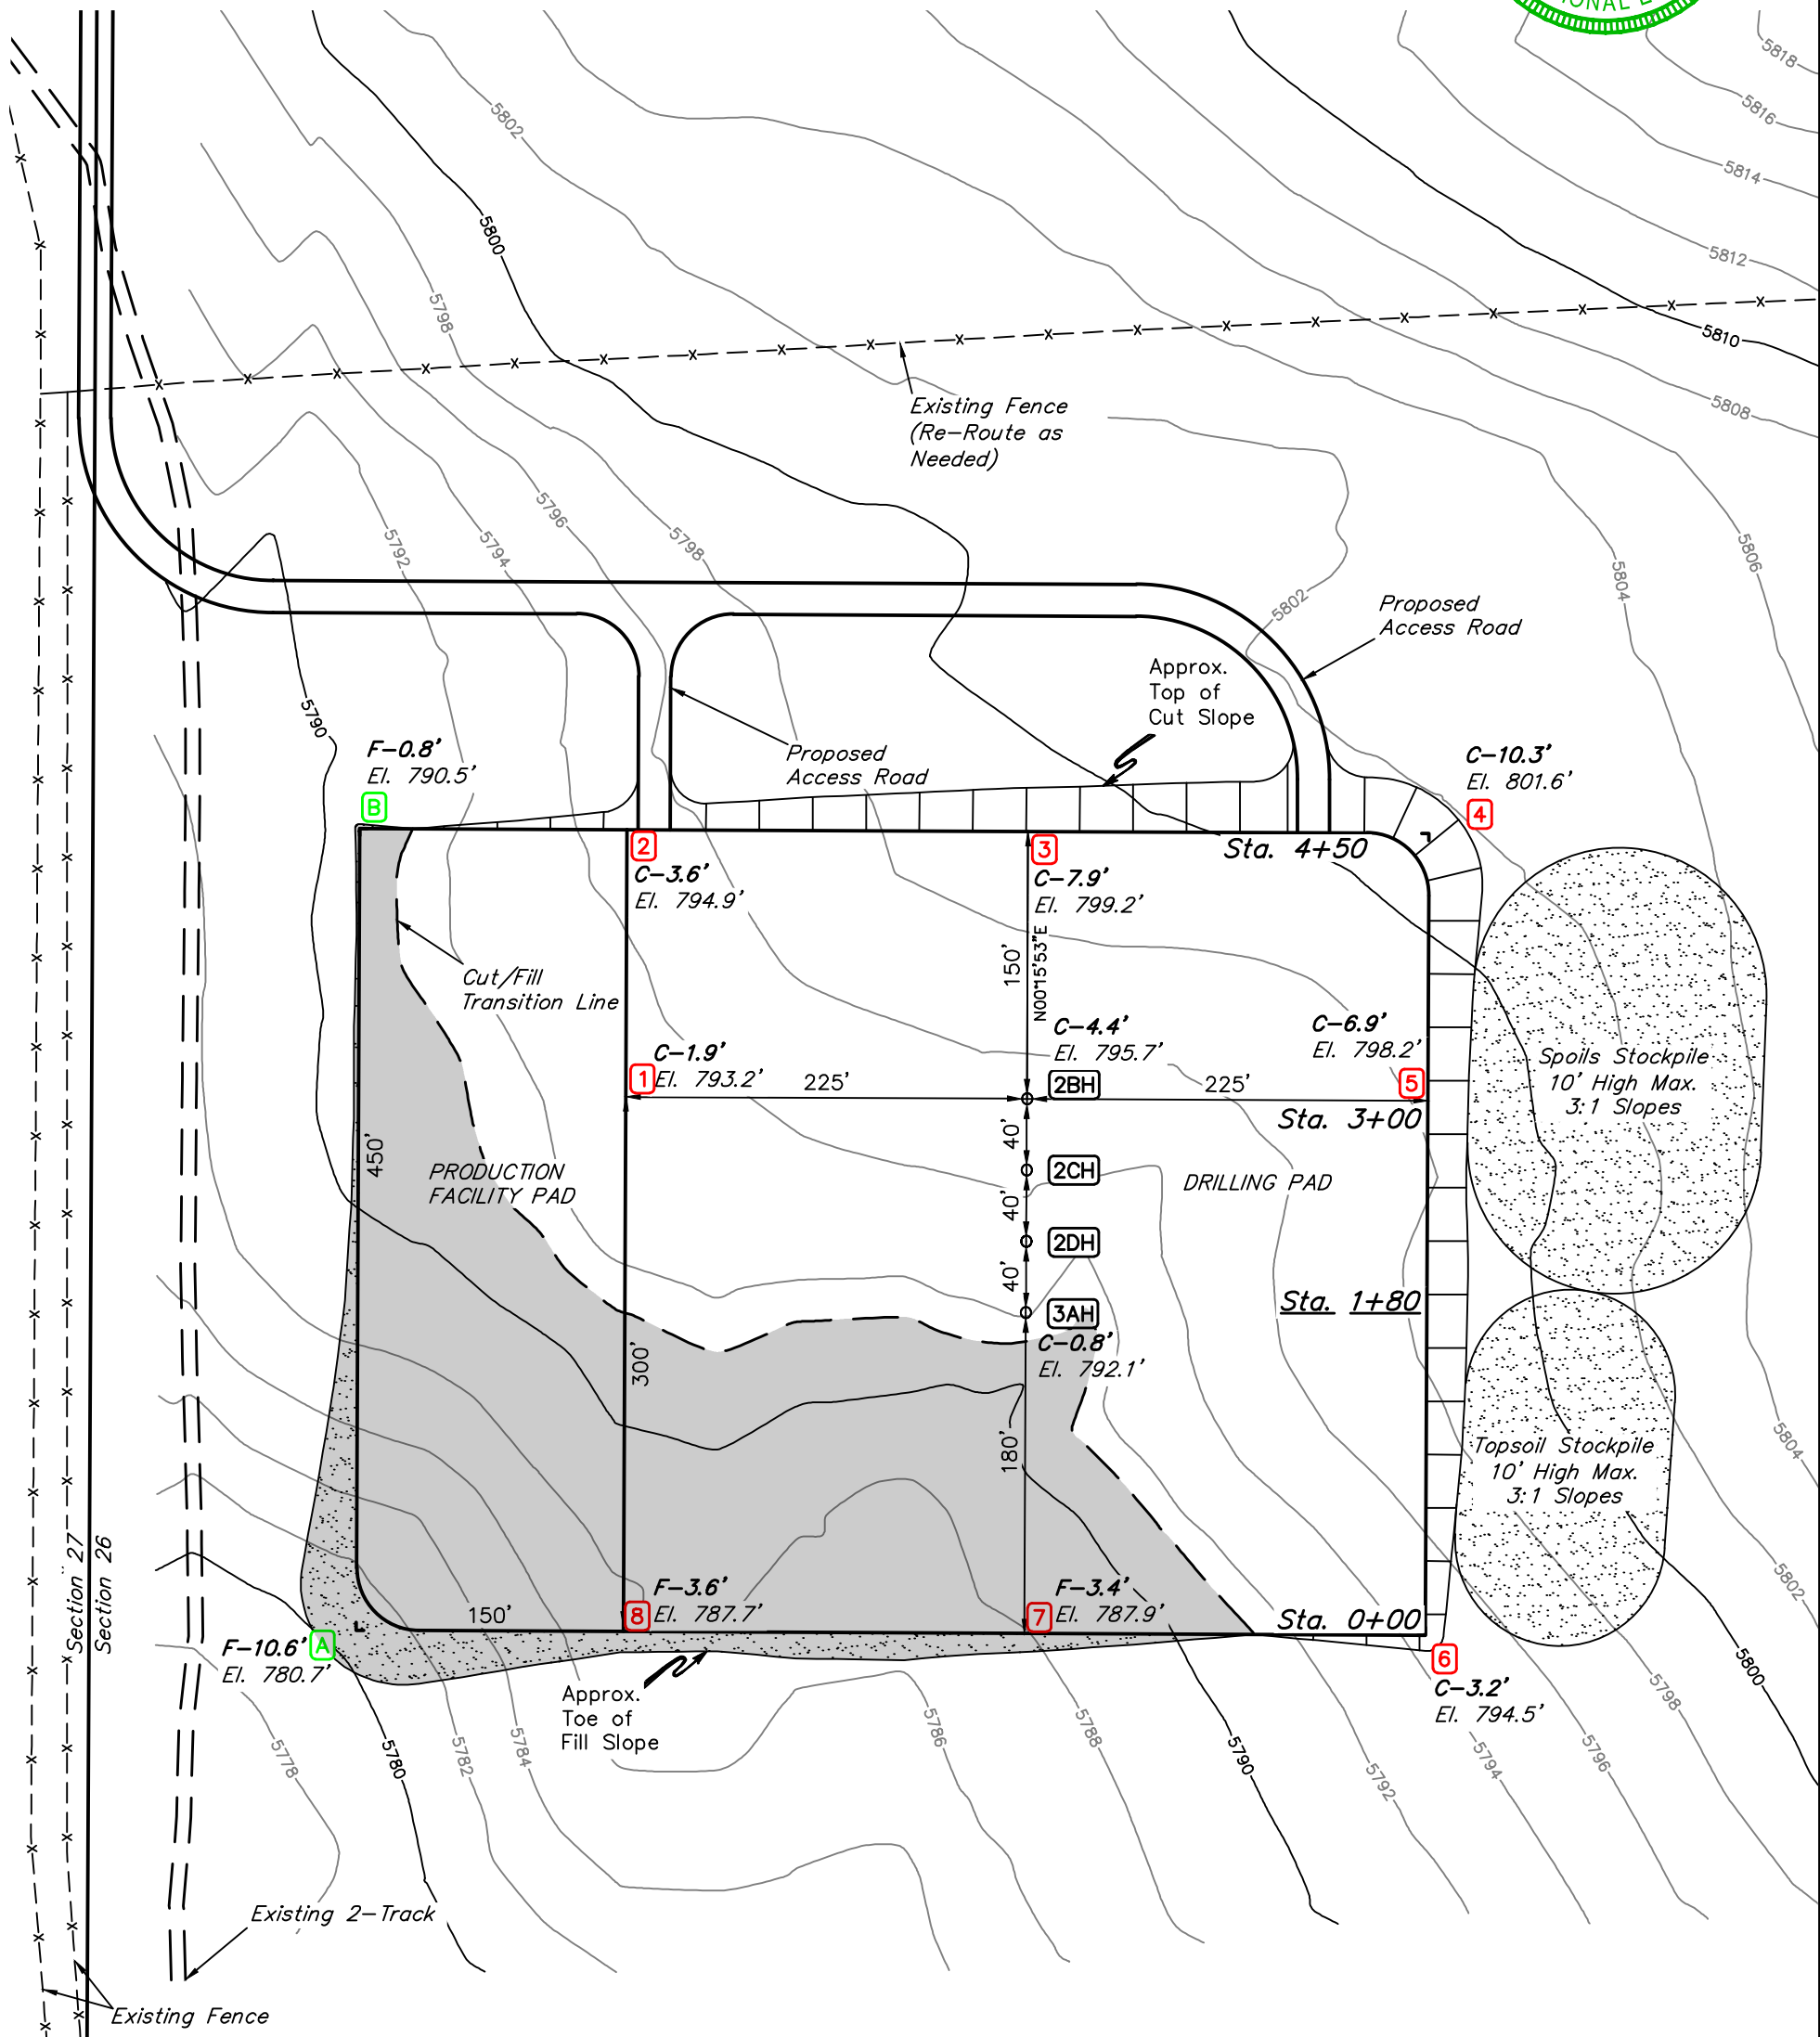 IONAL
5818
5816
5814
5812
5810
5808
5802
5800
5798
Existing Fence
(Re-Route as
Needed)
5796
5798
5792
5794
5806
5804
5802
Proposed
Access Road
Approx.
Top of
Cut Slope
5790
F-0.8'
El. 790.5'
B
Proposed
Access Road
C-10.3'
El. 801.6'
4
2
C-3.6'
El. 794.9'
3
C-7.9'
El. 799.2'
Sta. 4+50
Cut/Fill
Transition Line
150'
N00°15'53"E
C-4.4'
El. 795.7'
C-6.9'
El. 798.2'
5
C-1.9'
El. 793.2'
1
225'
2BH
225'
Sta. 3+00
Spoils Stockpile
10' High Max.
3:1 Slopes
450'
PRODUCTION
FACILITY PAD
40'
2CH
DRILLING PAD
40'
2DH
40'
3AH
Sta. 1+80
C-0.8'
El. 792.1'
300'
180'
Topsoil Stockpile
10' High Max.
3:1 Slopes
5804
5802
Section 27
Section 26
150'
F-3.6'
El. 787.7'
8
F-3.4'
El. 787.9'
7
Sta. 0+00
F-10.6'
El. 780.7'
A
6
C-3.2'
El. 794.5'
5800
5798
Approx.
Toe of
Fill Slope
5778
5780
5782
5784
5786
5788
5790
5792
5794
5796
Existing 2-Track
Existing Fence